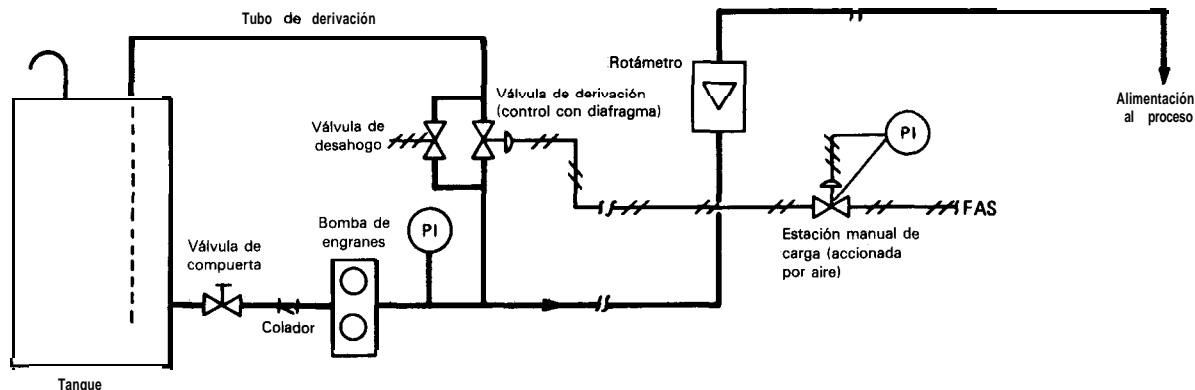 Tubo de derivación
Rotámetro
Válvula de derivación
(control con diafragma)
Alimentación
al proceso
Válvula de
desahogo
PI
FAS
Bomba de
engranes
PI
Estación manual de
carga (accionada
por aire)
Válvula de
compuerta
Colador
Tanque